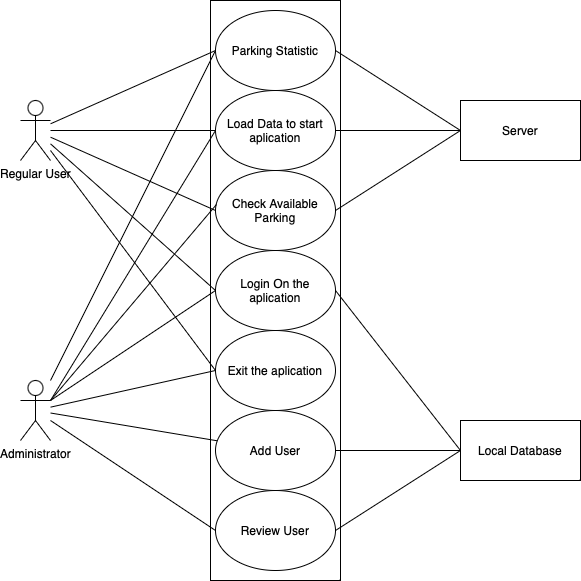 Parking Statistic
Load Data to start
aplication
Server
Regular User
Check Available
Parking
Login On the
aplication
Exit the aplication
Administrator
Add User
Local Database
Review User